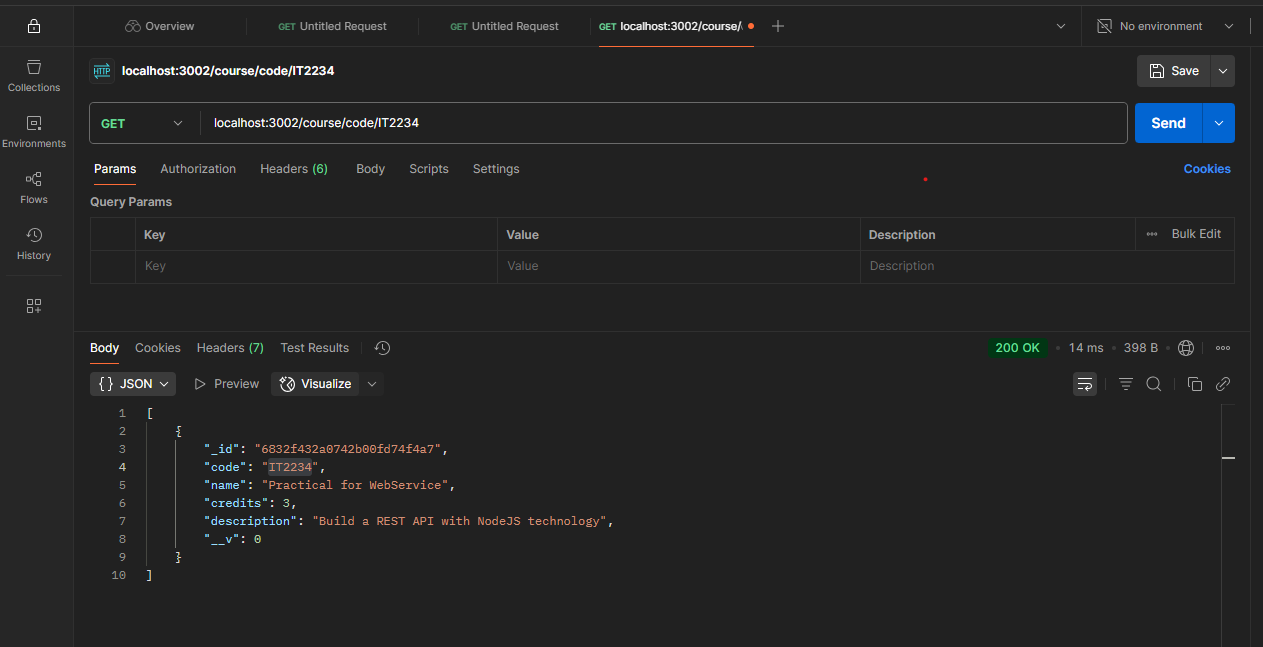 Overview GET Untitled Request GET Untitled Request GET localhost:3002/course/. No environment
HTTP localhost:3002/course/code/IT2234 Save
Collections
GET localhost:3002/course/code/IT2234 Send
Environments
Params Authorization Headers (6) Body Scripts Settings Cookies
Flows
Query Params
Key Value Description Bulk Edit
History
Key Value Description
Body Cookies Headers (7) Test Results 200 OK • 14 ms • 398 B •
{} JSON Preview Visualize
1 [
2 {
3 "_id": "6832f432a0742b00fd74f4a7",
4 "code": "IT2234",
5 "name": "Practical for WebService",
6 "credits": 3,
7 "description": "Build a REST API with NodeJS technology",
8 "__v": 0
9 }
10 ]